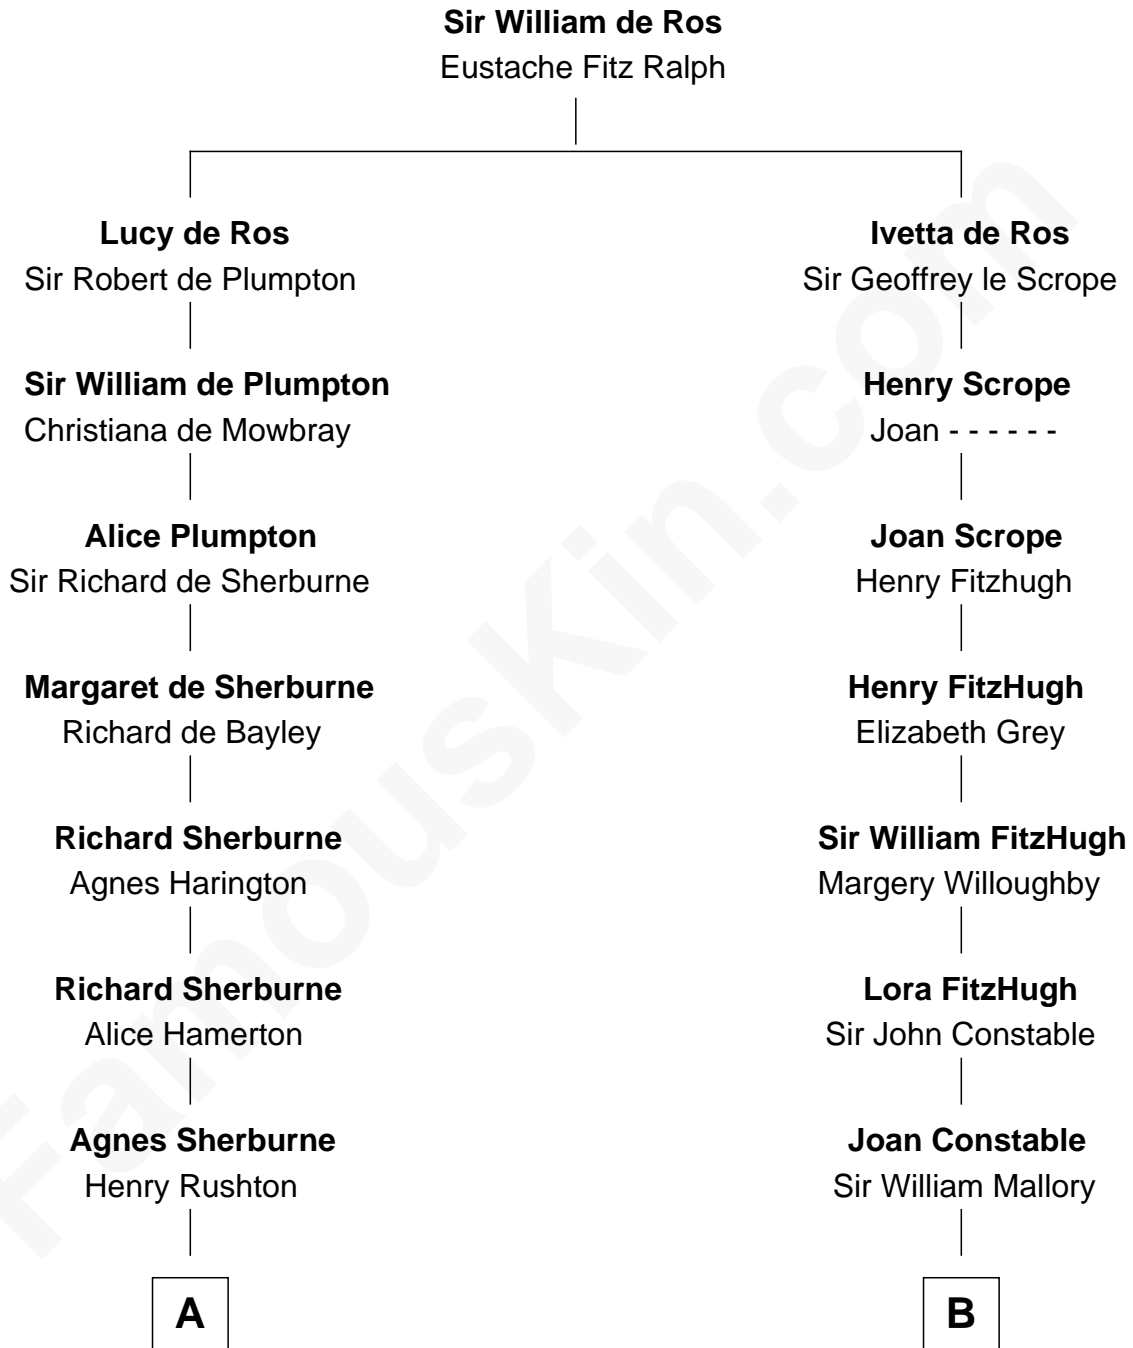 Sir William de Ros
Eustache Fitz Ralph
Lucy de Ros
Sir Robert de Plumpton
Ivetta de Ros
Sir Geoffrey le Scrope
Sir William de Plumpton
Christiana de Mowbray
Henry Scrope
Joan - - - - - -
Alice Plumpton
Sir Richard de Sherburne
Joan Scrope
Henry Fitzhugh
Margaret de Sherburne
Richard de Bayley
Henry FitzHugh
Elizabeth Grey
Richard Sherburne
Agnes Harington
Sir William FitzHugh
Margery Willoughby
Richard Sherburne
Alice Hamerton
Lora FitzHugh
Sir John Constable
Agnes Sherburne
Henry Rushton
Joan Constable
Sir William Mallory
A
B
FamousKin.com